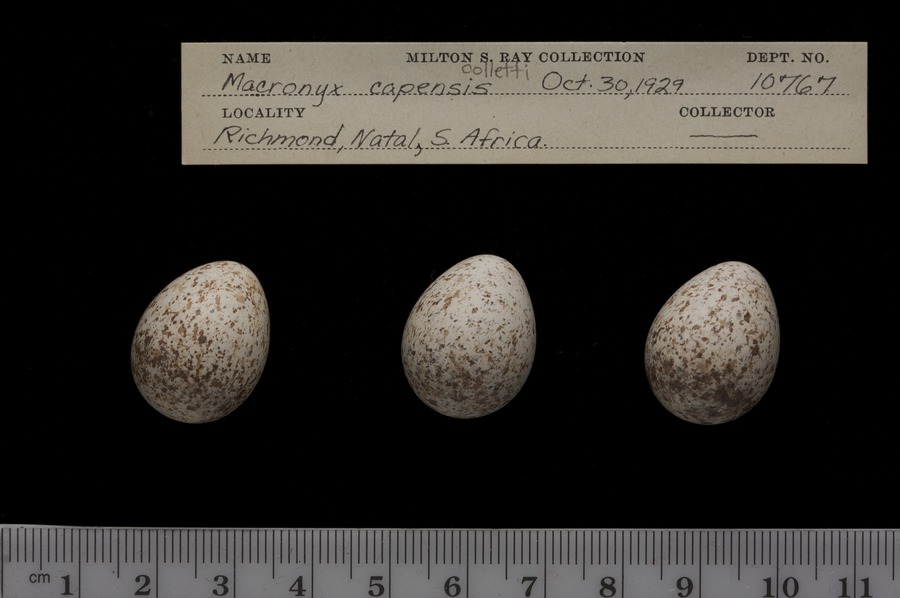 NAME MILTON S. RAY COLLECTION DEPT. NO.
colletti
Macronyx capensis Oct. 30, 1929 10767
LOCALITY COLLECTOR
Richmond, Natal, S. Africa.
cm 1 2 3 4 5 6 7 8 9 10 11